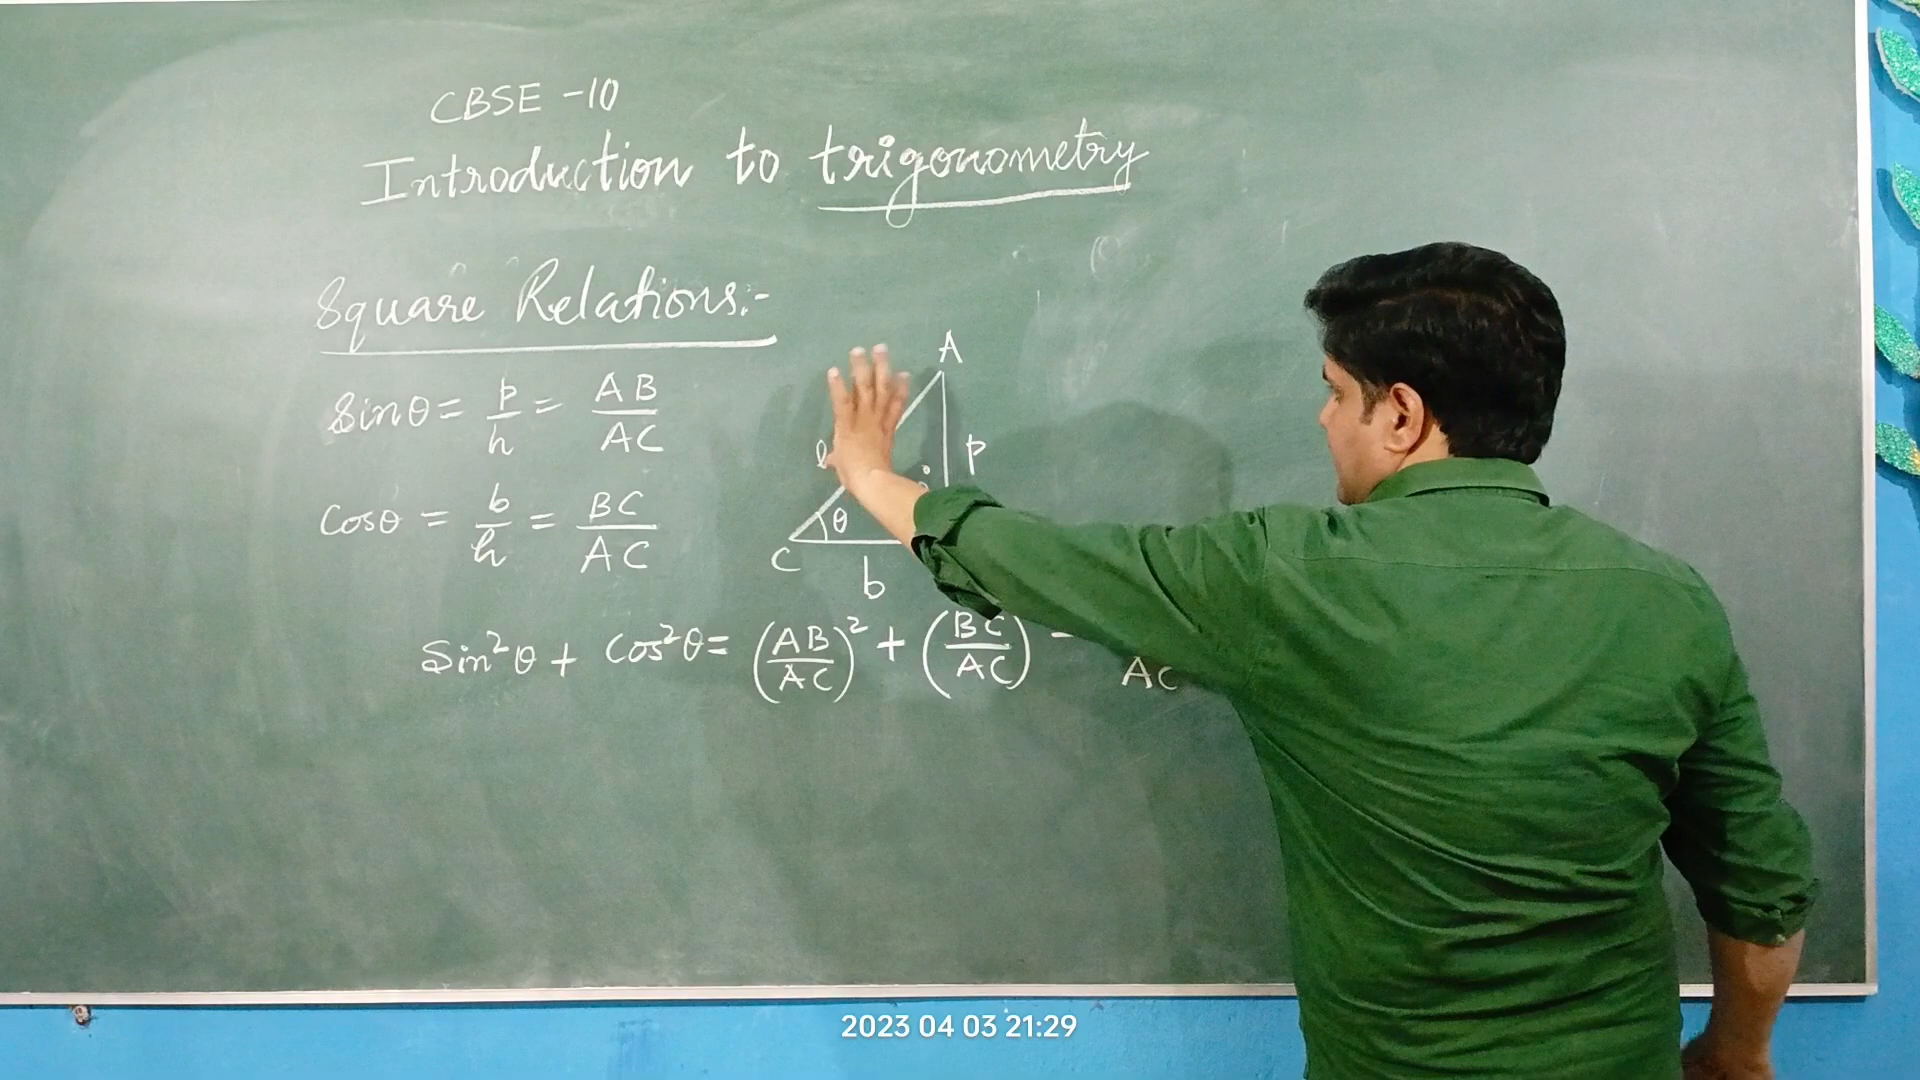 CBSE -10
Introduction to trigonometry
Square Relations:-
Sinθ = p/h = AB/AC
Cosθ = b/h = BC/AC
A
p
θ
C
b
Sin²θ + Cos²θ = (AB/AC)² + (BC/AC) =
AC
2023 04 03 21:29